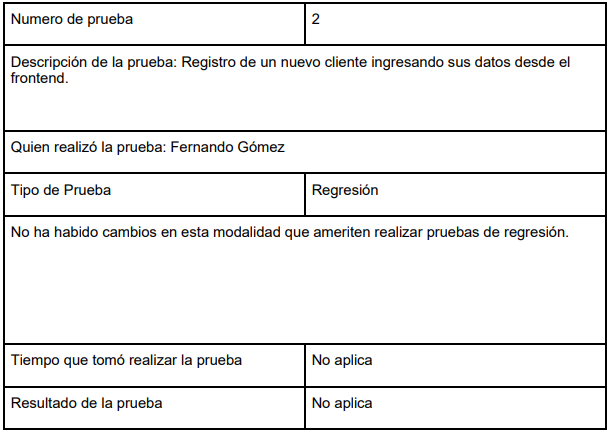 Numero de prueba 2
Descripción de la prueba: Registro de un nuevo cliente ingresando sus datos desde el
frontend.
Quien realizó la prueba: Fernando Gómez
Tipo de Prueba Regresión
No ha habido cambios en esta modalidad que ameriten realizar pruebas de regresión.
Tiempo que tomó realizar la prueba No aplica
Resultado de la prueba No aplica